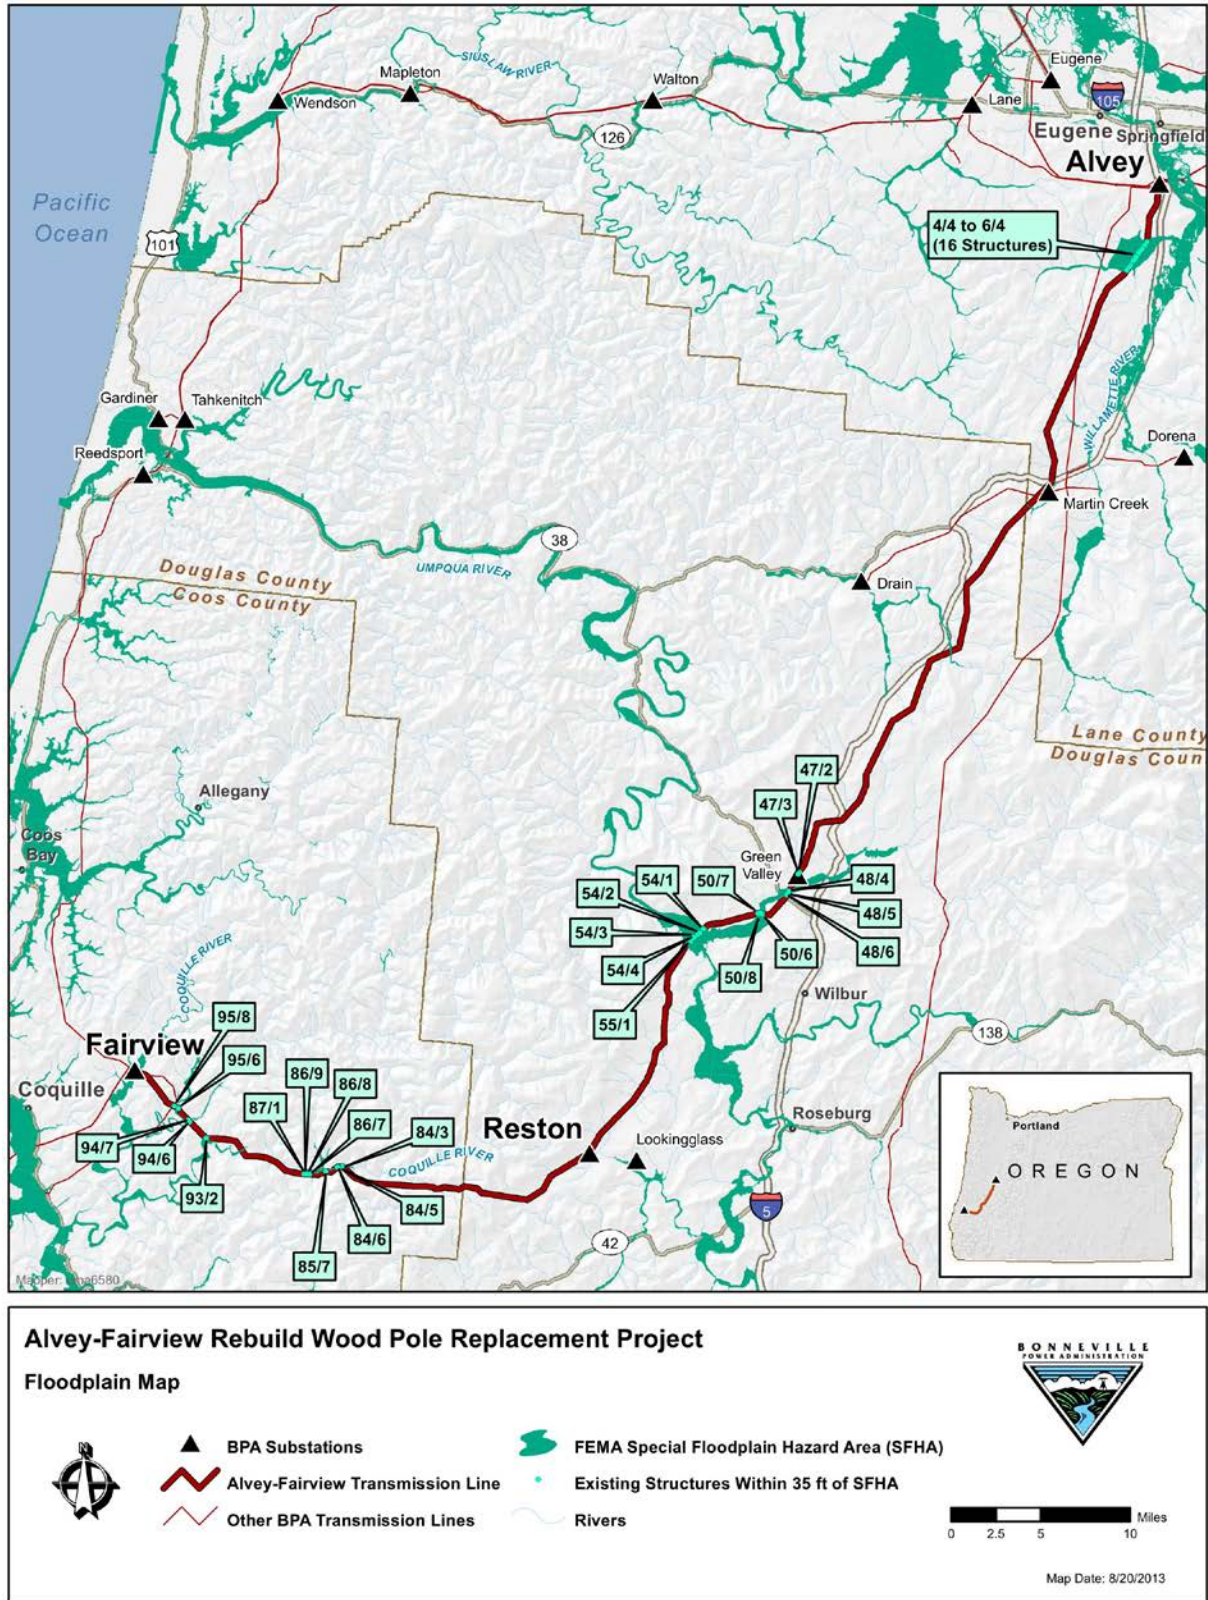 SIUSLAW RIVER
Eugene
Mapleton
Walton
Wendson
Lane
105
126
Eugene
Springfield
Alvey
Pacific
Ocean
101
4/4 to 6/4
(16 Structures)
WILLAMETTE RIVER
Gardiner
Tahkenitch
Reedsport
Dorena
Martin Creek
38
UMPQUA RIVER
Douglas County
Coos County
Drain
Lane County
Douglas Coun
47/2
47/3
Allegany
Coos
Bay
Green
Valley
54/1
50/7
48/4
54/2
48/5
54/3
50/6
48/6
54/4
50/8
55/1
Wilbur
COQUILLE RIVER
95/8
138
Fairview
95/6
86/9
86/8
Coquille
87/1
86/7
84/3
Reston
Roseburg
94/7
94/6
COQUILLE RIVER
Lookingglass
93/2
84/5
84/6
85/7
42
5
Portland
OREGON
Alvey-Fairview Rebuild Wood Pole Replacement Project
Floodplain Map
BONNEVILLE
POWER ADMINISTRATION
N
BPA Substations
FEMA Special Floodplain Hazard Area (SFHA)
Alvey-Fairview Transmission Line
Existing Structures Within 35 ft of SFHA
Other BPA Transmission Lines
Rivers
Miles
0 2.5 5 10
Map Date: 8/20/2013